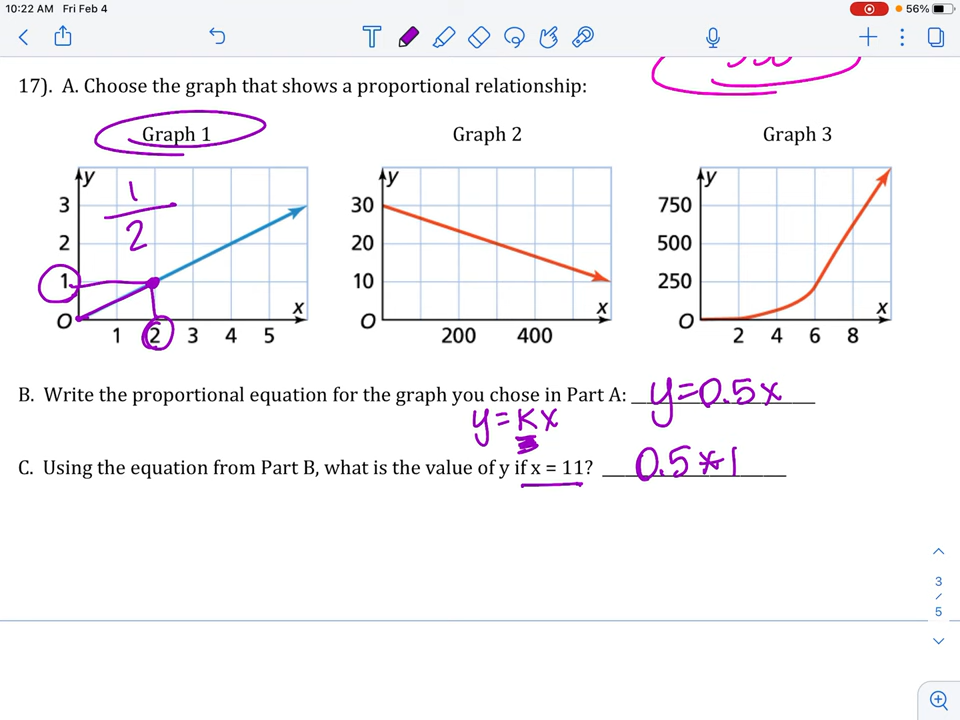 10:22 AM Fri Feb 4
56%
17). A. Choose the graph that shows a proportional relationship:
Graph 1 Graph 2 Graph 3
y y y
3 30 750
2 20 500
1 10 250
O x O x O x
1 2 3 4 5 200 400 2 4 6 8
1
2
B. Write the proportional equation for the graph you chose in Part A: y=0.5x
y=kx
C. Using the equation from Part B, what is the value of y if x = 11? 0.5*1
3
/
5